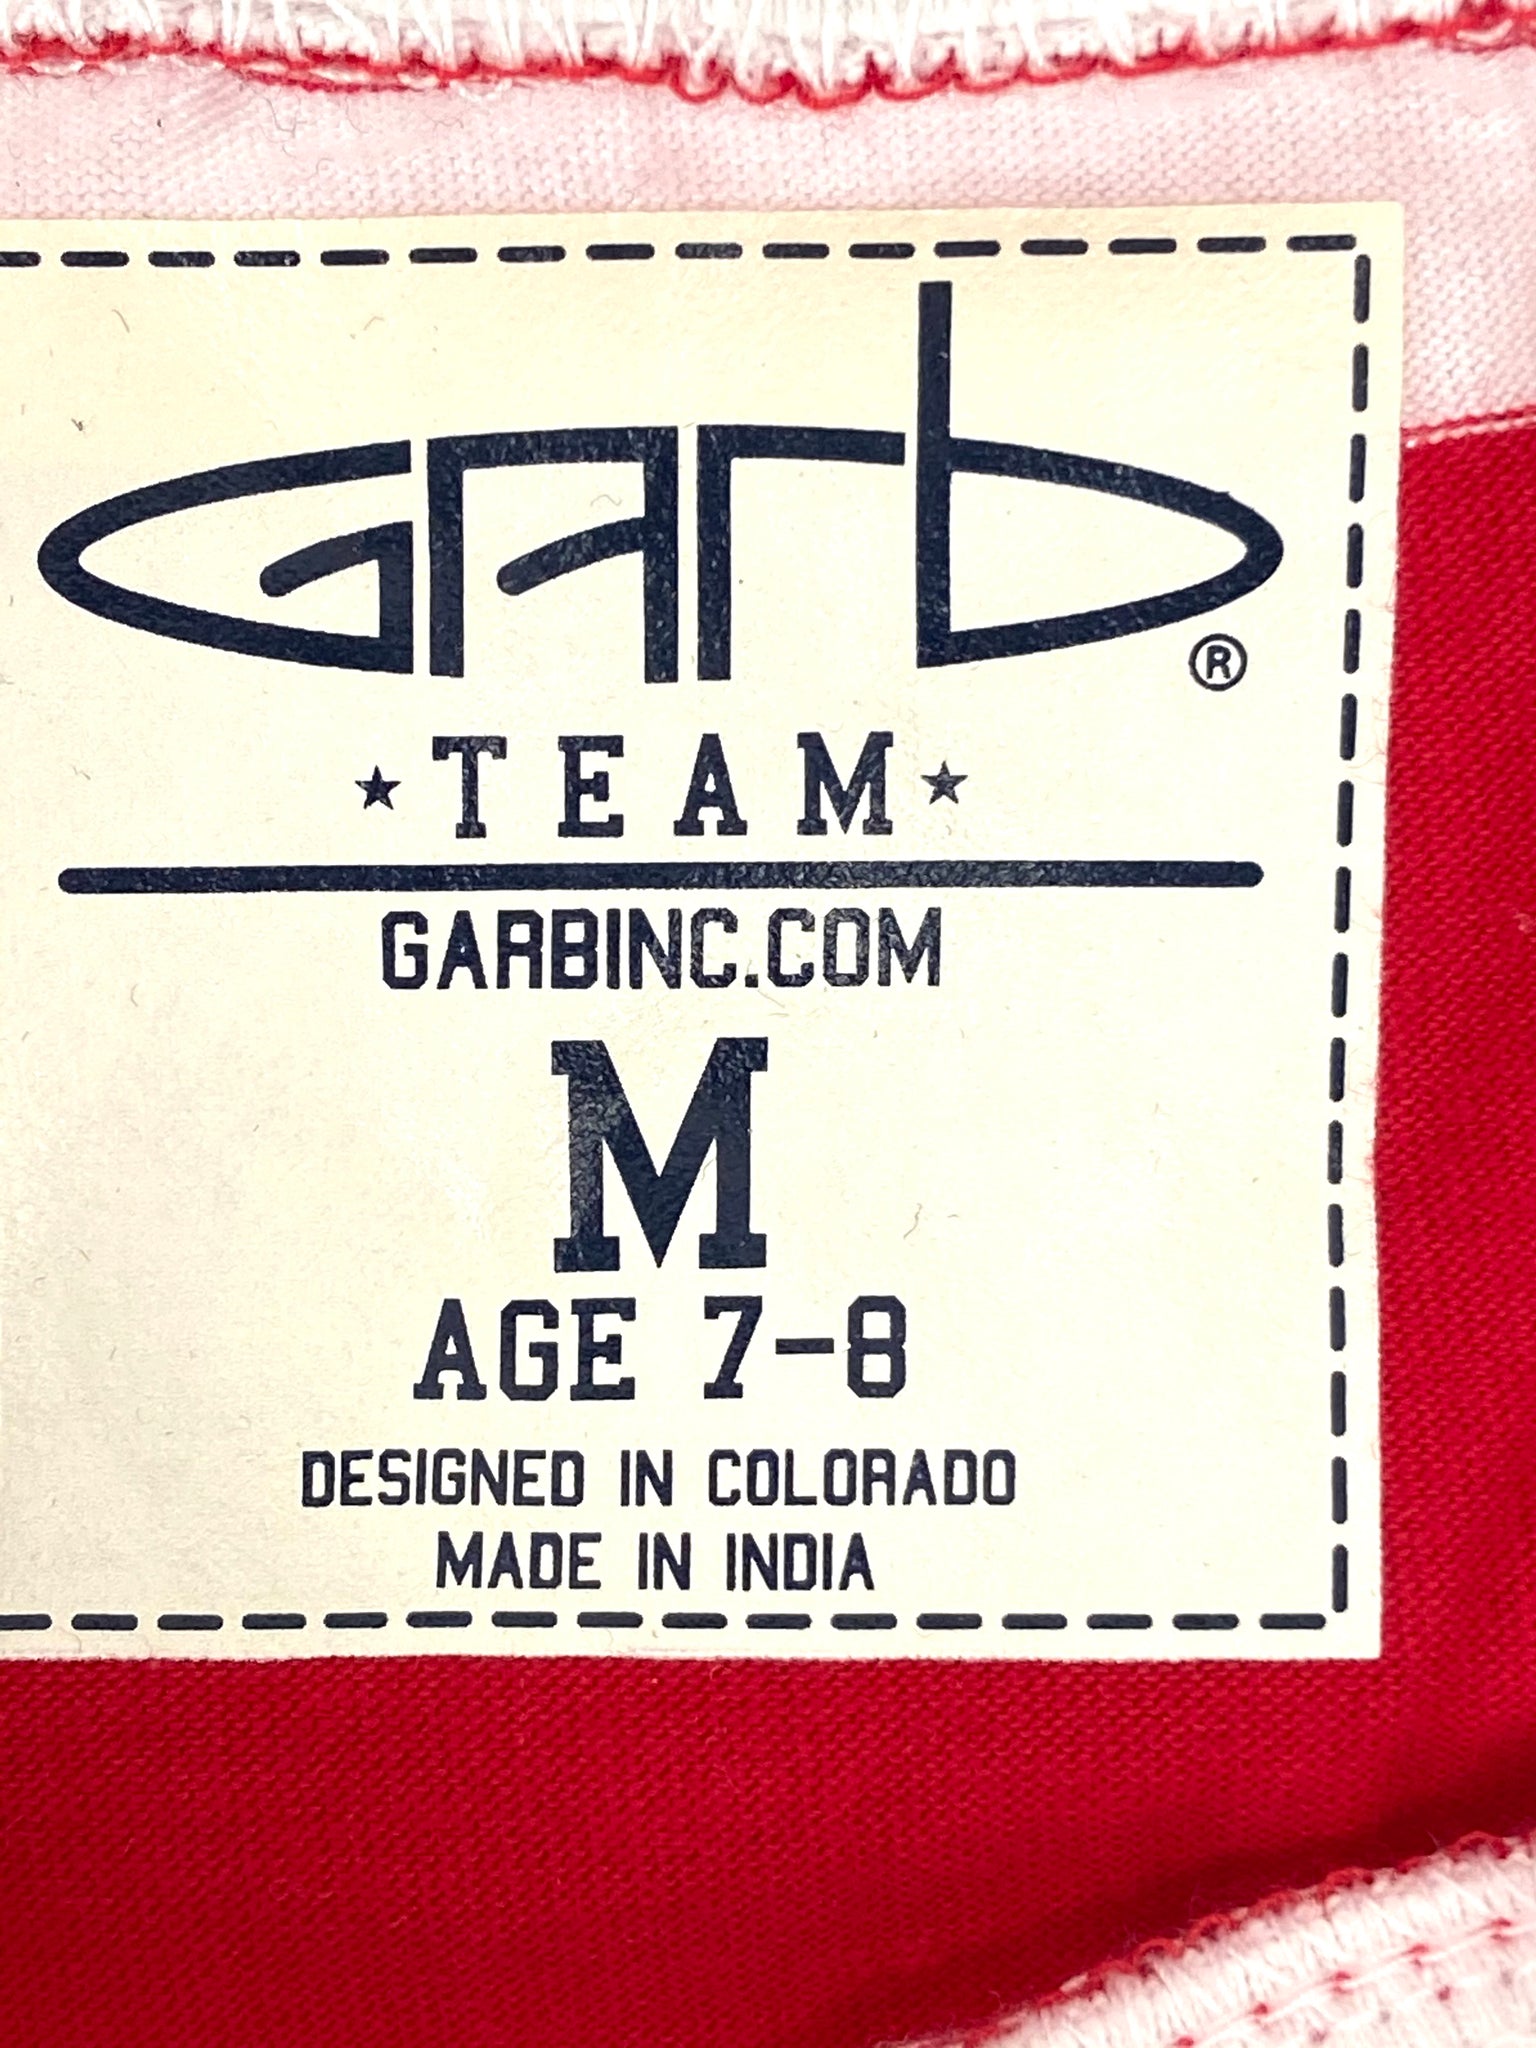 GArb®
★TEAM★
GARBINC.COM
M
AGE 7-8
DESIGNED IN COLORADO
MADE IN INDIA